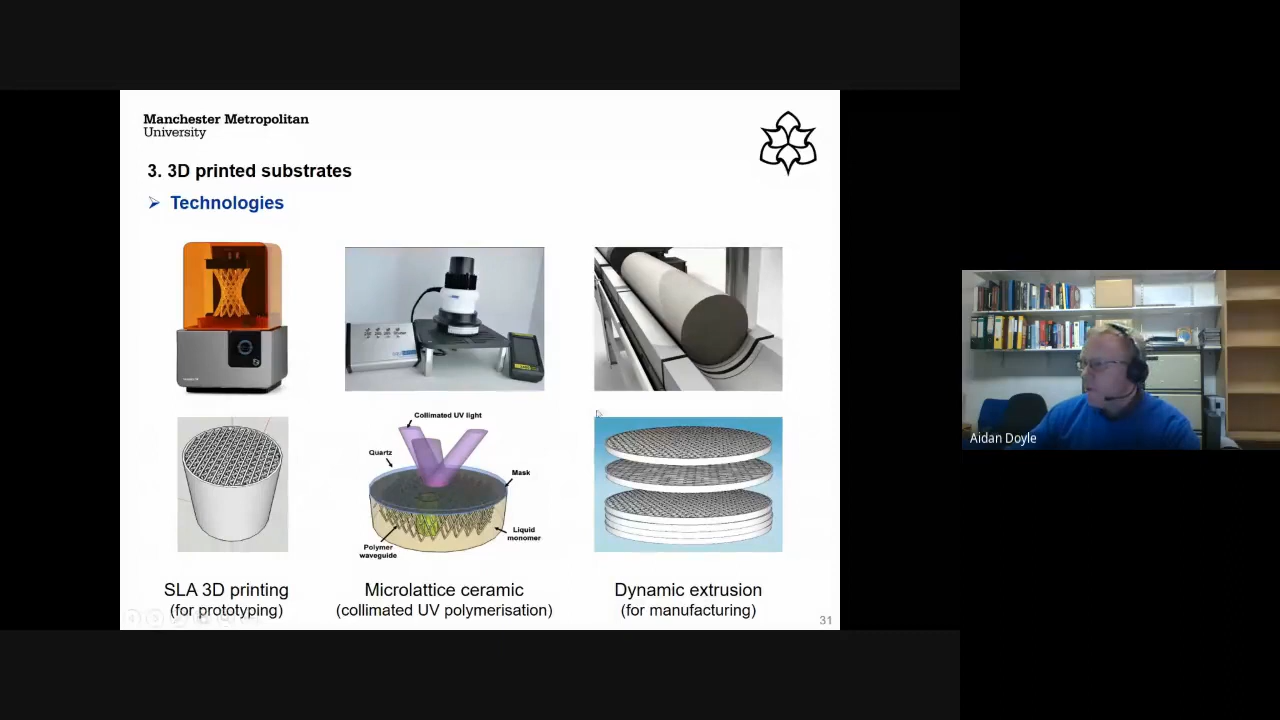 Manchester Metropolitan
University
3. 3D printed substrates
Technologies
Collimated UV light
Quartz
Mask
Liquid
monomer
Polymer
waveguide
SLA 3D printing
(for prototyping)
Microlattice ceramic
(collimated UV polymerisation)
Dynamic extrusion
(for manufacturing)
31
Aidan Doyle